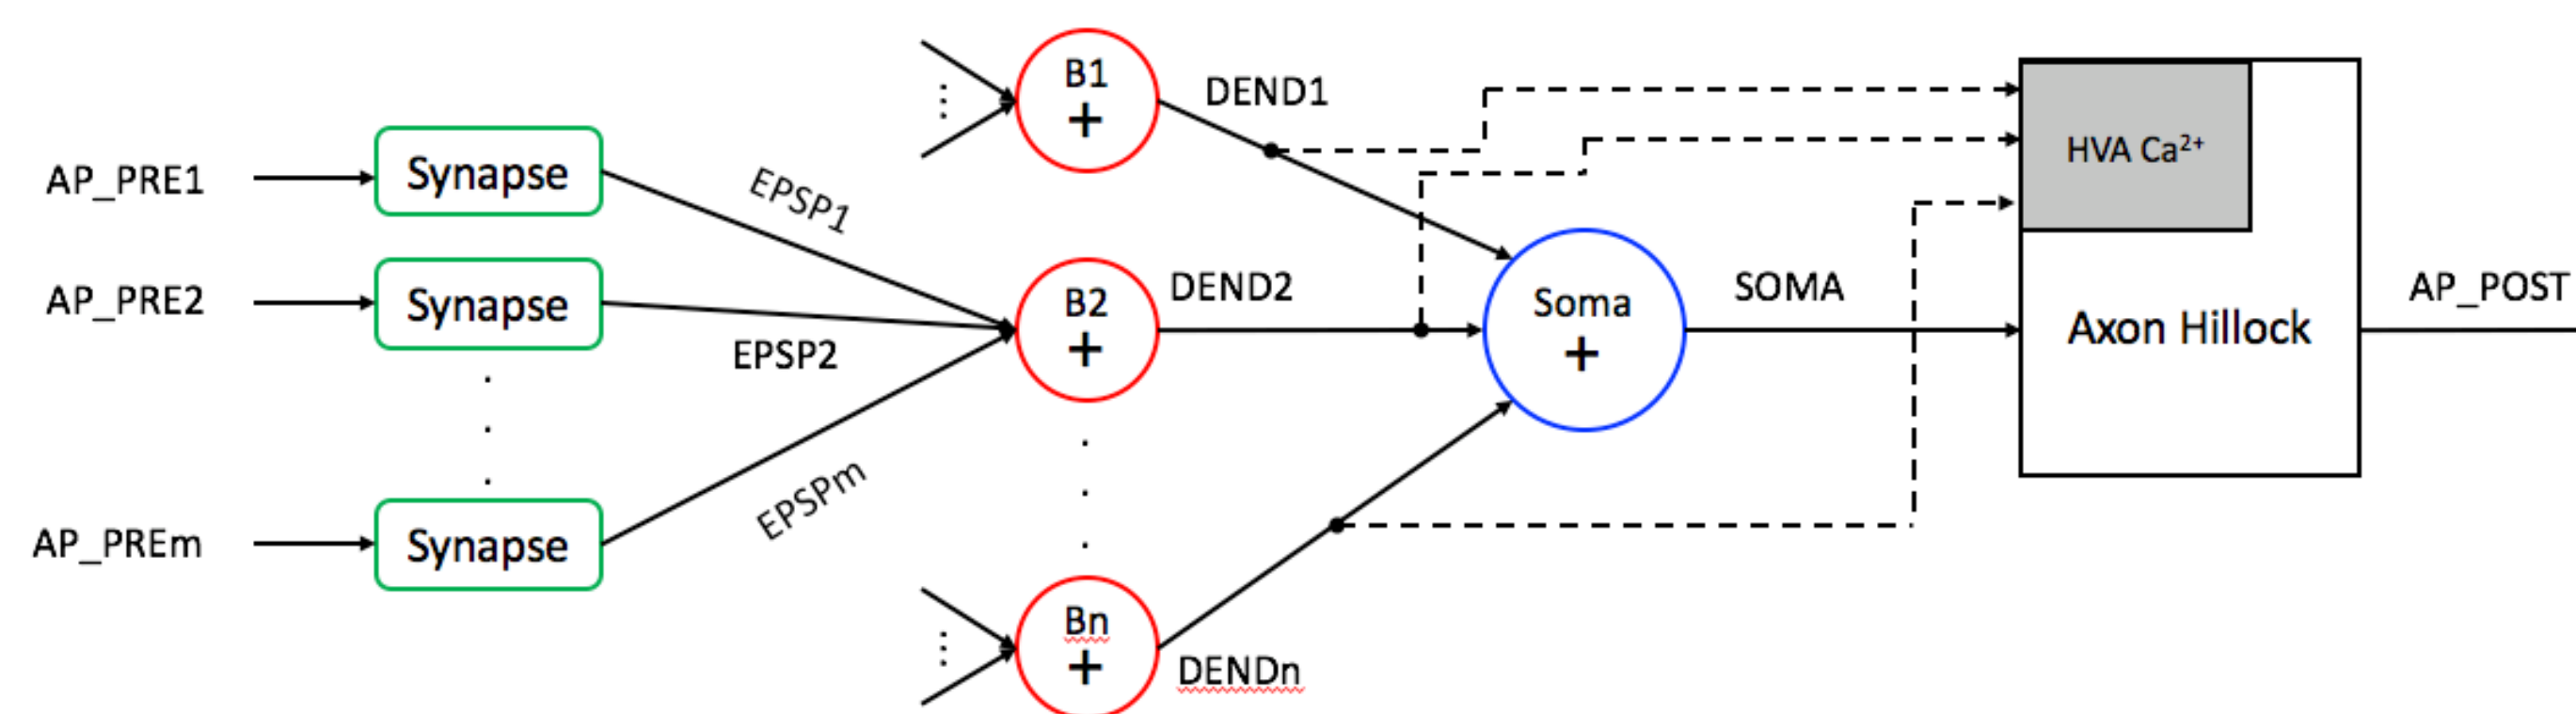 AP_PRE1
Synapse
EPSP1
AP_PRE2
Synapse
EPSP2
AP_PREm
Synapse
EPSPm
B1
+
DEND1
B2
+
DEND2
Bn
+
DENDn
Soma
+
SOMA
HVA Ca²⁺
Axon Hillock
AP_POST